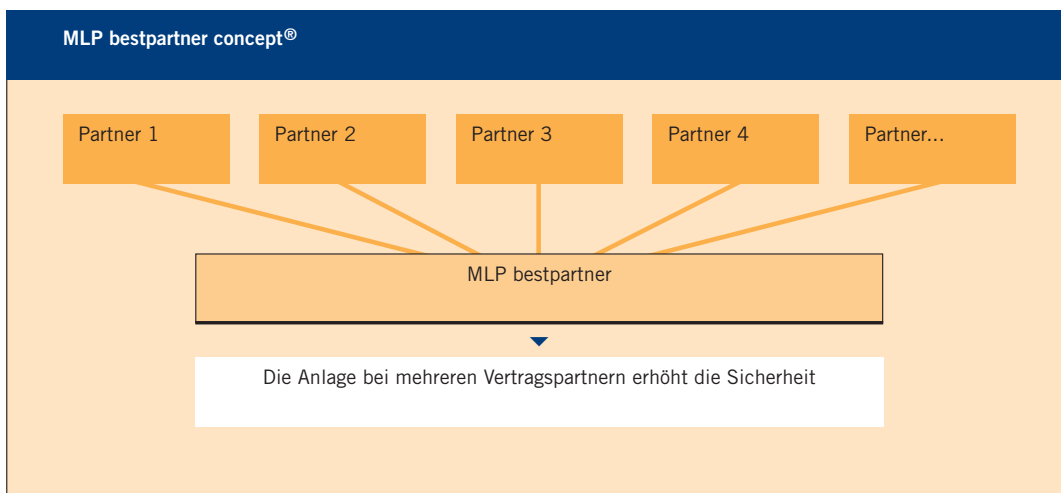 MLP bestpartner concept®
Partner 1
Partner 2
Partner 3
Partner 4
Partner...
MLP bestpartner
Die Anlage bei mehreren Vertragspartnern erhöht die Sicherheit